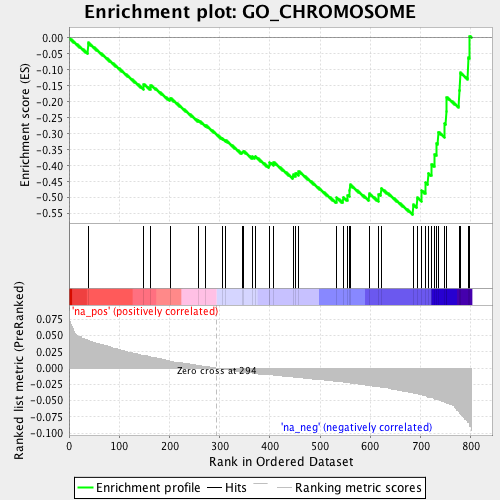 Enrichment plot: GO_CHROMOSOME
Enrichment score (ES)
0.00
-0.05
-0.10
-0.15
-0.20
-0.25
-0.30
-0.35
-0.40
-0.45
-0.50
-0.55
'na_pos' (positively correlated)
Ranked list metric (PreRanked)
0.075
0.050
0.025
0.000
-0.025
-0.050
-0.075
-0.100
Zero cross at 294
'na_neg' (negatively correlated)
0 100 200 300 400 500 600 700 800
Rank in Ordered Dataset
Enrichment profile Hits Ranking metric scores